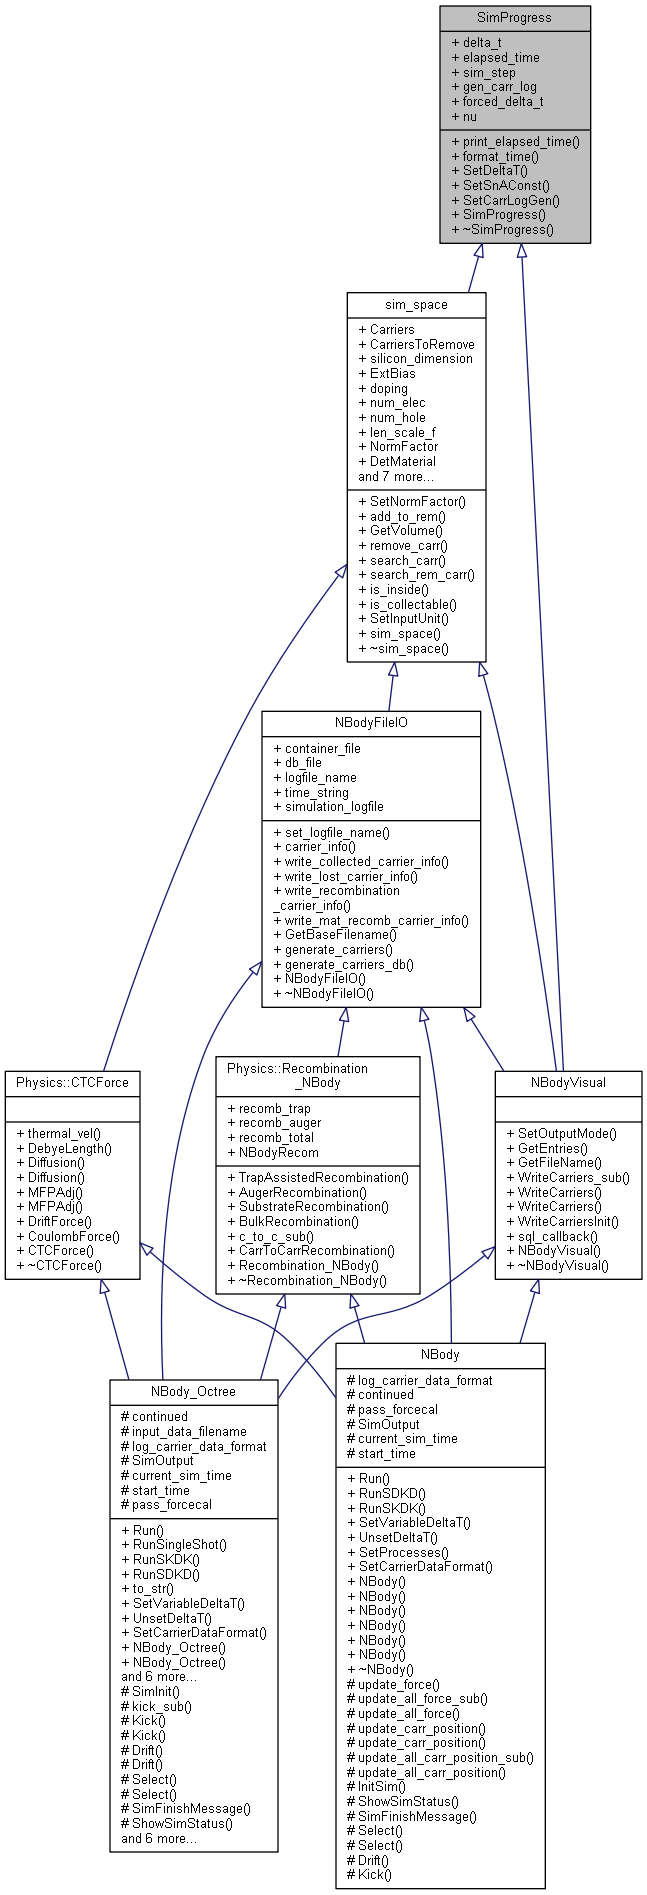 SimProgress
+ delta_t
+ elapsed_time
+ sim_step
+ gen_carr_log
+ forced_delta_t
+ nu
+ print_elapsed_time()
+ format_time()
+ SetDeltaT()
+ SetSnAConst()
+ SetCarrLogGen()
+ SimProgress()
+ ~SimProgress()
sim_space
+ Carriers
+ CarriersToRemove
+ silicon_dimension
+ ExtBias
+ doping
+ num_elec
+ num_hole
+ len_scale_f
+ NormFactor
+ DetMaterial
and 7 more...
+ SetNormFactor()
+ add_to_rem()
+ GetVolume()
+ remove_carr()
+ search_carr()
+ search_rem_carr()
+ is_inside()
+ is_collectable()
+ SetInputUnit()
+ sim_space()
+ ~sim_space()
NBodyFileIO
+ container_file
+ db_file
+ logfile_name
+ time_string
+ simulation_logfile
+ set_logfile_name()
+ carrier_info()
+ write_collected_carrier_info()
+ write_lost_carrier_info()
+ write_recombination
_carrier_info()
+ write_mat_recomb_carrier_info()
+ GetBaseFilename()
+ generate_carriers()
+ generate_carriers_db()
+ NBodyFileIO()
+ ~NBodyFileIO()
Physics::CTCForce
+ thermal_vel()
+ DebyeLength()
+ Diffusion()
+ Diffusion()
+ MFPAdj()
+ MFPAdj()
+ DriftForce()
+ CoulombForce()
+ CTCForce()
+ ~CTCForce()
Physics::Recombination
_NBody
+ recomb_trap
+ recomb_auger
+ recomb_total
+ NBodyRecom
+ TrapAssistedRecombination()
+ AugerRecombination()
+ SubstrateRecombination()
+ BulkRecombination()
+ c_to_c_sub()
+ CarrToCarrRecombination()
+ Recombination_NBody()
+ ~Recombination_NBody()
NBodyVisual
+ SetOutputMode()
+ GetEntries()
+ GetFileName()
+ WriteCarriers_sub()
+ WriteCarriers()
+ WriteCarriers()
+ WriteCarriersInit()
+ sql_callback()
+ NBodyVisual()
+ ~NBodyVisual()
NBody_Octree
# continued
# input_data_filename
# log_carrier_data_format
# SimOutput
# current_sim_time
# start_time
# pass_forcecal
+ Run()
+ RunSingleShot()
+ RunSKDK()
+ RunSDKD()
+ to_str()
+ SetVariableDeltaT()
+ UnsetDeltaT()
+ SetCarrierDataFormat()
+ NBody_Octree()
+ NBody_Octree()
and 6 more...
# SimInit()
# kick_sub()
# Kick()
# Kick()
# Drift()
# Drift()
# Select()
# Select()
# SimFinishMessage()
# ShowSimStatus()
and 6 more...
NBody
# log_carrier_data_format
# continued
# pass_forcecal
# SimOutput
# current_sim_time
# start_time
+ Run()
+ RunSDKD()
+ RunSKDK()
+ SetVariableDeltaT()
+ UnsetDeltaT()
+ SetProcesses()
+ SetCarrierDataFormat()
+ NBody()
+ NBody()
+ NBody()
+ NBody()
+ NBody()
+ NBody()
+ ~NBody()
# update_force()
# update_all_force_sub()
# update_all_force()
# update_carr_position()
# update_carr_position()
# update_all_carr_position_sub()
# update_all_carr_position()
# InitSim()
# ShowSimStatus()
# SimFinishMessage()
# Select()
# Select()
# Drift()
# Kick()